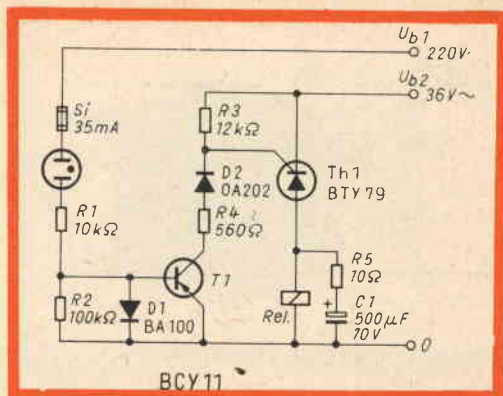 Ub1
220V
Ub2
36V~
Si
35mA
R3
12kΩ
D2
OA202
Th1
BTY79
R1
10kΩ
R4
560Ω
R5
10Ω
T1
R2
100kΩ
D1
BA100
Rel.
+
C1
500µF
70V
0
BCY11